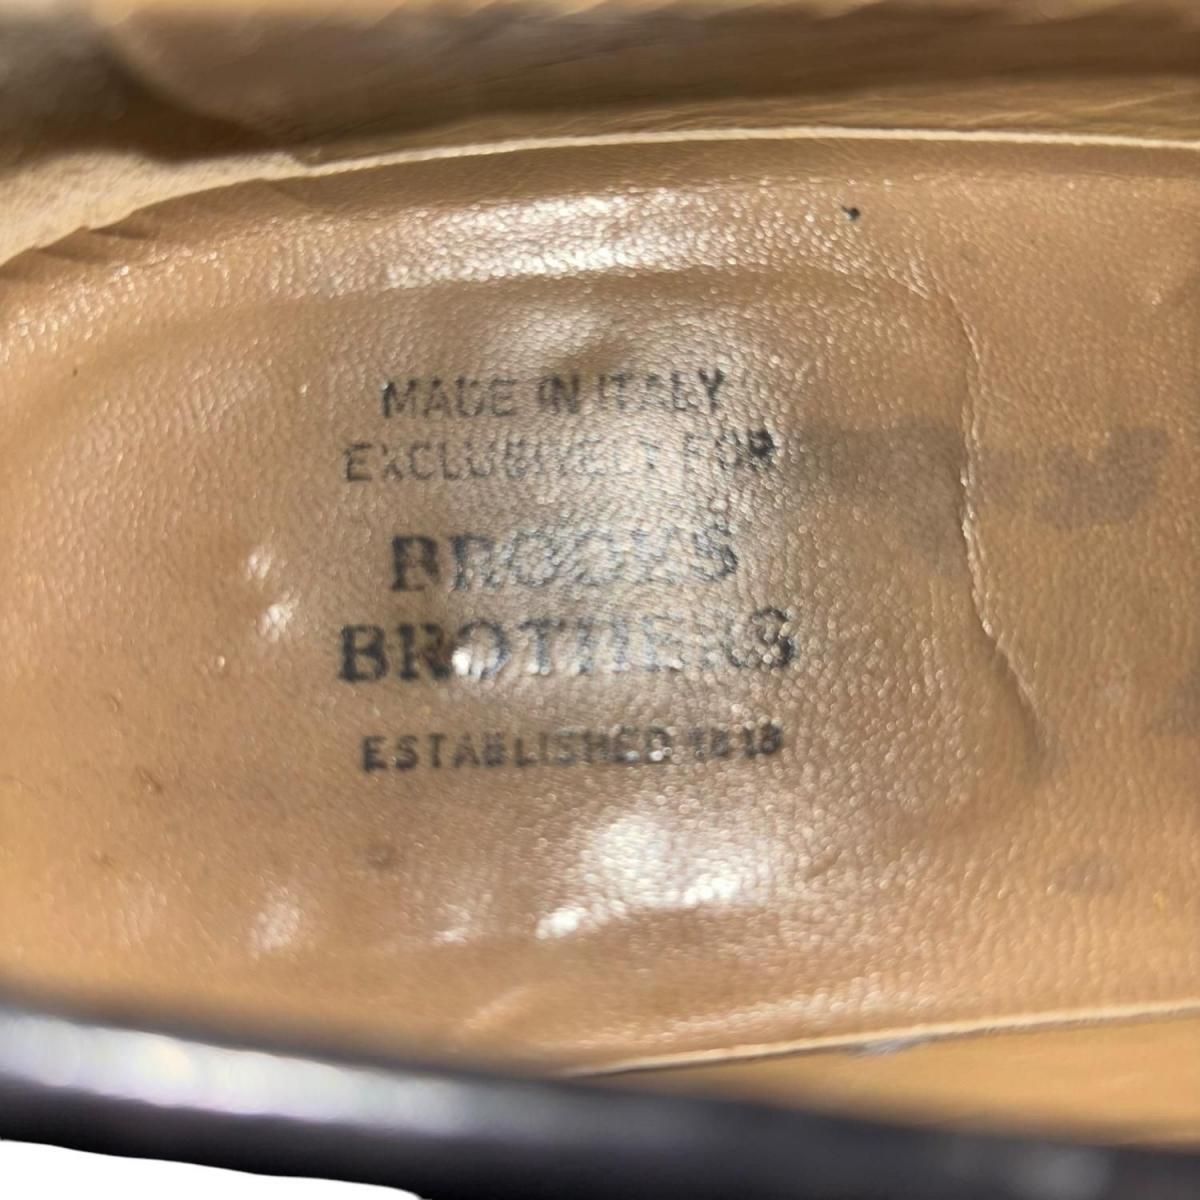 MADE IN ITALY
EXCLUSIVELY FOR
BROOKS
BROTHERS
ESTABLISHED 1818